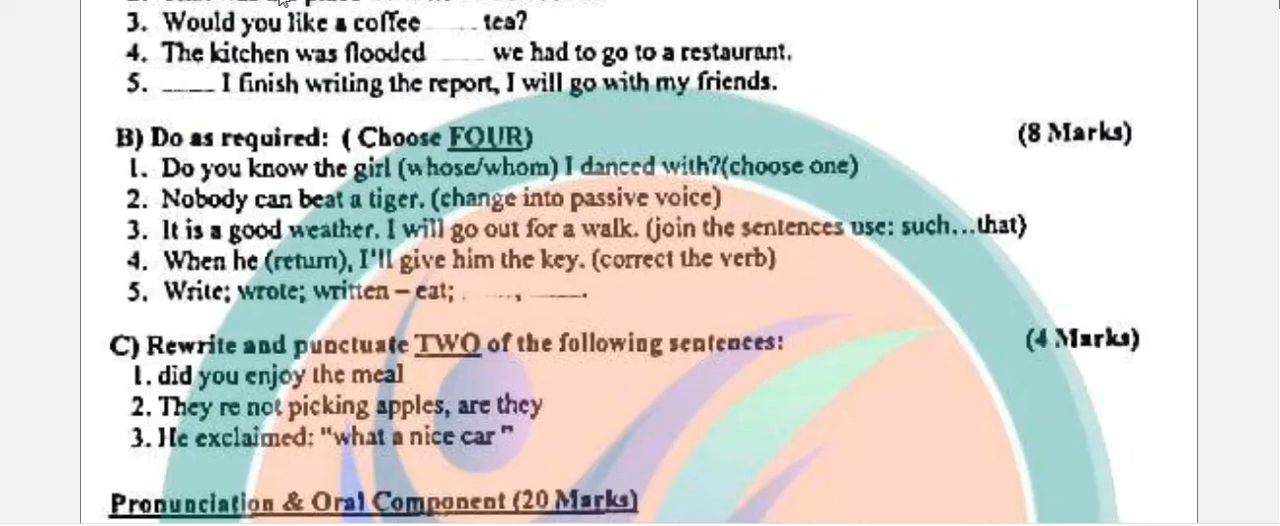 3. Would you like a coffee ..... tea?
4. The kitchen was flooded ..... we had to go to a restaurant.
5. ..... I finish writing the report, I will go with my friends.
B) Do as required: ( Choose FOUR) (8 Marks)
1. Do you know the girl (whose/whom) I danced with?(choose one)
2. Nobody can beat a tiger. (change into passive voice)
3. It is a good weather. I will go out for a walk. (join the sentences use: such...that)
4. When he (return), I'll give him the key. (correct the verb)
5. Write; wrote; written – eat; ....., ......
C) Rewrite and punctuate TWO of the following sentences: (4 Marks)
1. did you enjoy the meal
2. They re not picking apples, are they
3. He exclaimed: "what a nice car "
Pronunciation & Oral Component (20 Marks)